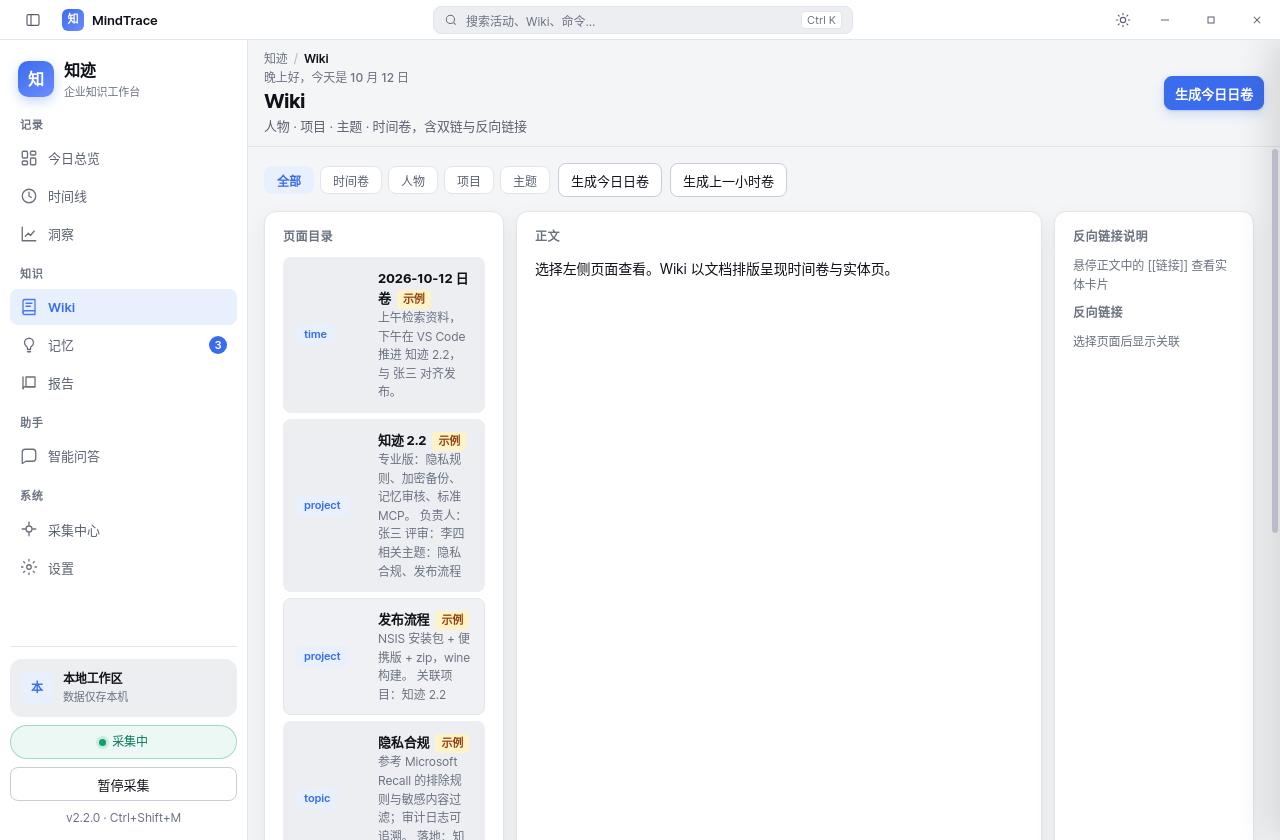 知 MindTrace
搜索活动、Wiki、命令... Ctrl K
知 知迹
企业知识工作台
记录
今日总览
时间线
洞察
知识
Wiki
记忆 3
报告
助手
智能问答
系统
采集中心
设置
本 本地工作区
数据仅存本机
采集中
暂停采集
v2.2.0 · Ctrl+Shift+M
知迹 / Wiki
晚上好，今天是 10 月 12 日
Wiki
人物 · 项目 · 主题 · 时间卷，含双链与反向链接
生成今日日卷
全部 时间卷 人物 项目 主题 生成今日日卷 生成上一小时卷
页面目录
time
2026-10-12 日
卷 示例
上午检索资料，
下午在 VS Code
推进 知迹 2.2，
与 张三 对齐发
布。
project
知迹 2.2 示例
专业版：隐私规
则、加密备份、
记忆审核、标准
MCP。 负责人：
张三 评审：李四
相关主题：隐私
合规、发布流程
project
发布流程 示例
NSIS 安装包 + 便
携版 + zip，wine
构建。 关联项
目：知迹 2.2
topic
隐私合规 示例
参考 Microsoft
Recall 的排除规
则与敏感内容过
滤；审计日志可
追溯。 落地：知
正文
选择左侧页面查看。Wiki 以文档排版呈现时间卷与实体页。
反向链接说明
悬停正文中的 [[链接]] 查看实
体卡片
反向链接
选择页面后显示关联